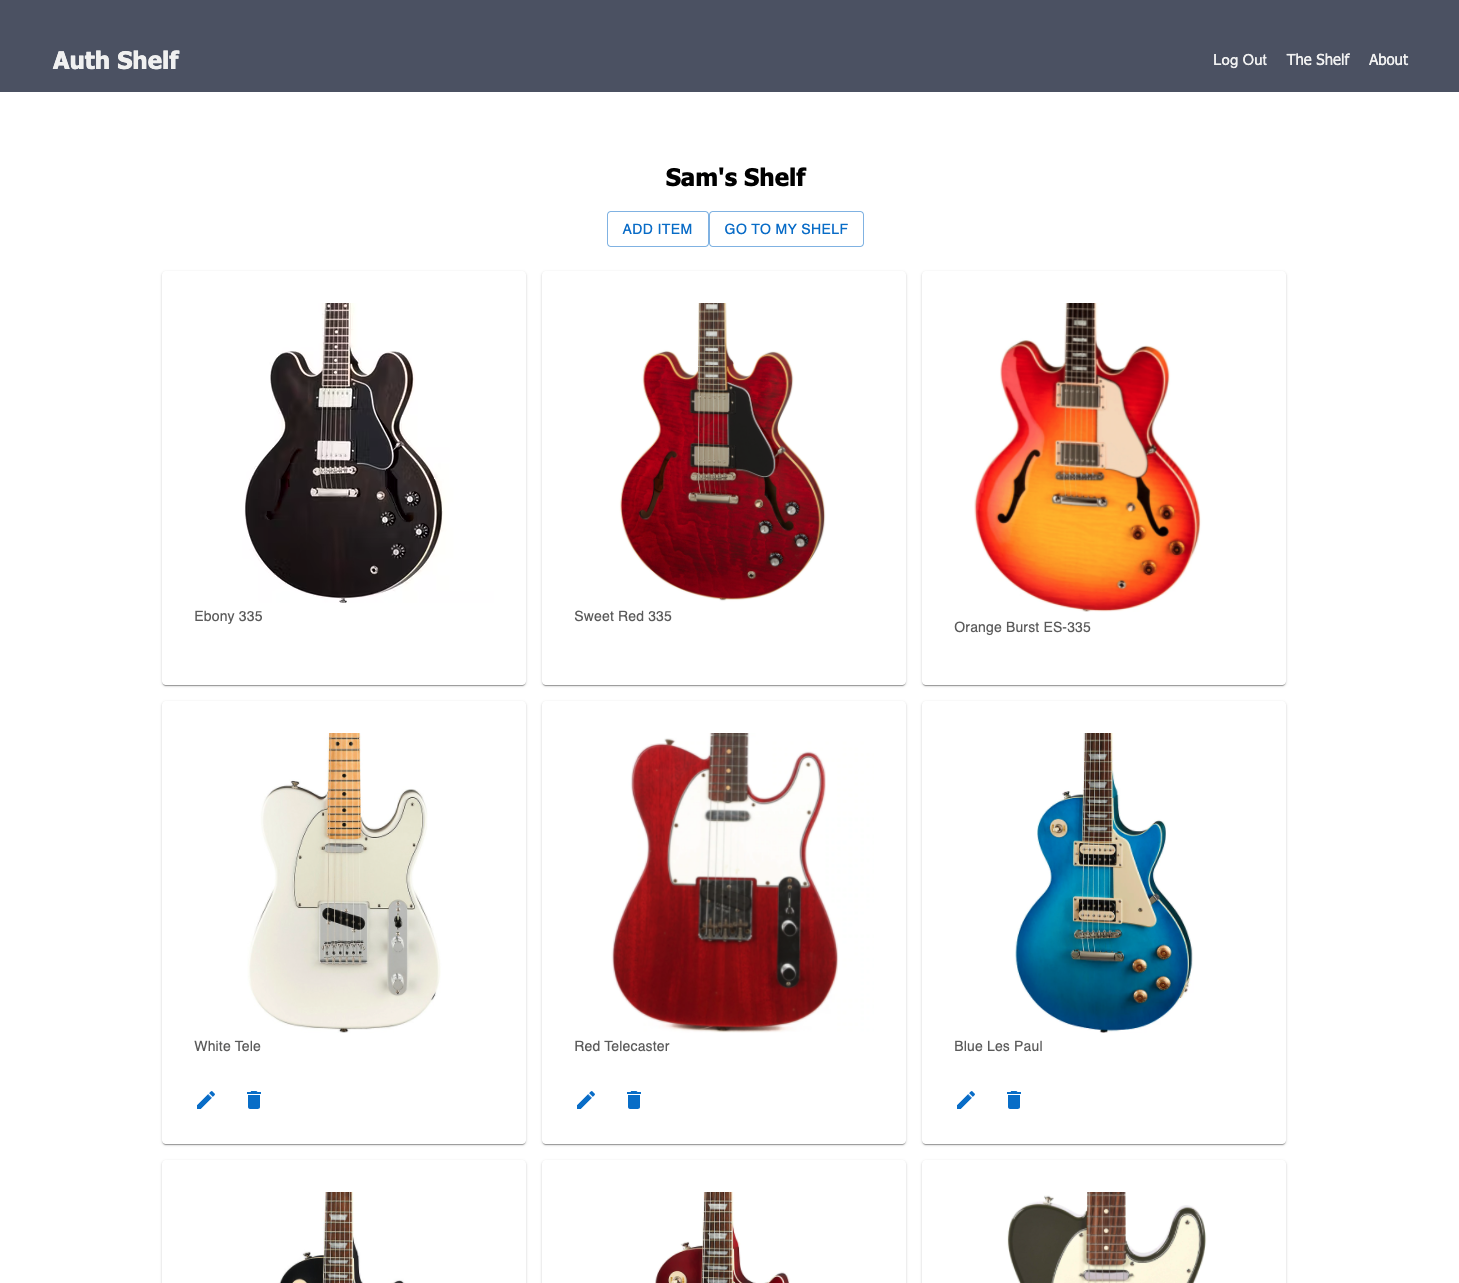 Auth Shelf
Log Out The Shelf About
Sam's Shelf
ADD ITEM GO TO MY SHELF
Ebony 335
Sweet Red 335
Orange Burst ES-335
White Tele
Red Telecaster
Blue Les Paul